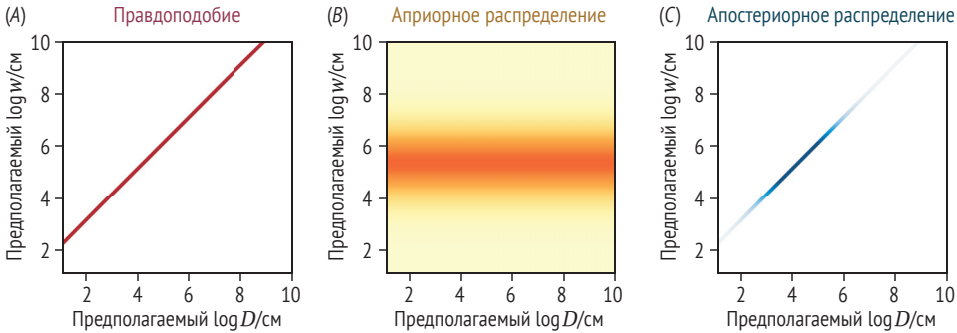 (A) Правдоподобие
10
8
6
4
2
Предполагаемый log w/см
2 4 6 8 10
Предполагаемый log D/см
(B) Априорное распределение
10
8
6
4
2
Предполагаемый log w/см
2 4 6 8 10
Предполагаемый log D/см
(C) Апостериорное распределение
10
8
6
4
2
Предполагаемый log w/см
2 4 6 8 10
Предполагаемый log D/см